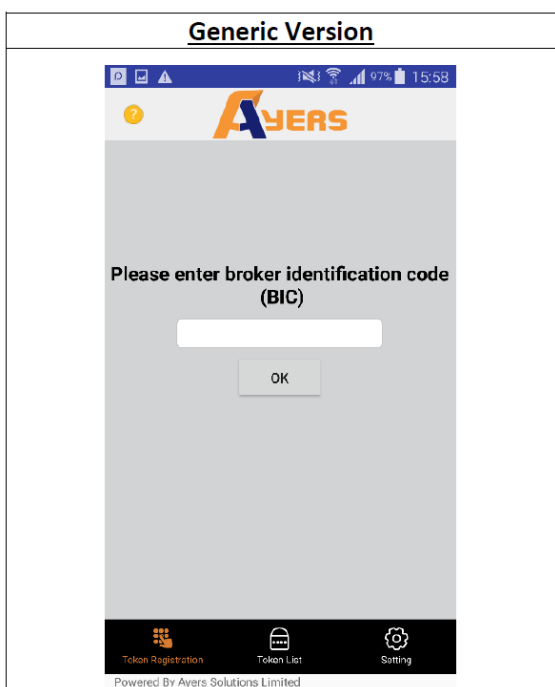 Generic Version
97% 15:58
AYERS
Please enter broker identification code
(BIC)
OK
Token Registration Token List Setting
Powered By Ayers Solutions Limited